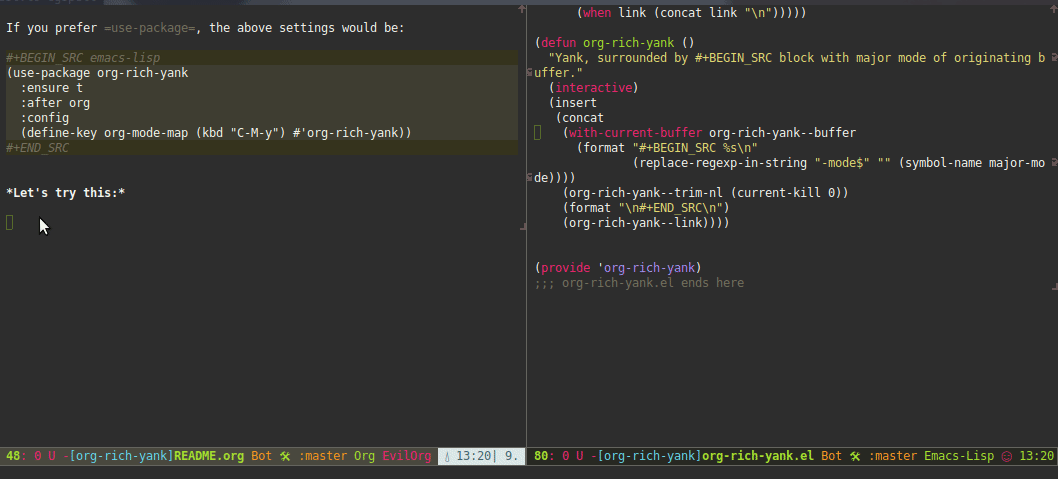 If you prefer =use-package=, the above settings would be:
#+BEGIN_SRC emacs-lisp
(use-package org-rich-yank
  :ensure t
  :after org
  :config
  (define-key org-mode-map (kbd "C-M-y") #'org-rich-yank))
#+END_SRC
*Let's try this:*
48: 0 U -[org-rich-yank]README.org Bot 🛠 :master Org EvilOrg 13:20| 9.
      (when link (concat link "\n")))))
(defun org-rich-yank ()
  "Yank, surrounded by #+BEGIN_SRC block with major mode of originating b
uffer."
  (interactive)
  (insert
   (concat
    (with-current-buffer org-rich-yank--buffer
      (format "#+BEGIN_SRC %s\n"
              (replace-regexp-in-string "-mode$" "" (symbol-name major-mo
de))))
    (org-rich-yank--trim-nl (current-kill 0))
    (format "\n#+END_SRC\n")
    (org-rich-yank--link))))
(provide 'org-rich-yank)
;;; org-rich-yank.el ends here
80: 0 U -[org-rich-yank]org-rich-yank.el Bot 🛠 :master Emacs-Lisp 13:20